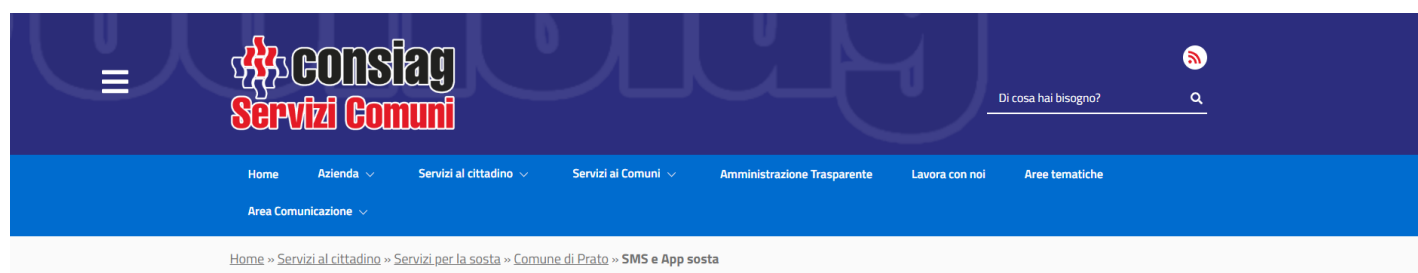 consiag
Servizi Comuni
Di cosa hai bisogno?
Home Azienda Servizi al cittadino Servizi ai Comuni Amministrazione Trasparente Lavora con noi Aree tematiche
Area Comunicazione
Home » Servizi al cittadino » Servizi per la sosta » Comune di Prato » SMS e App sosta